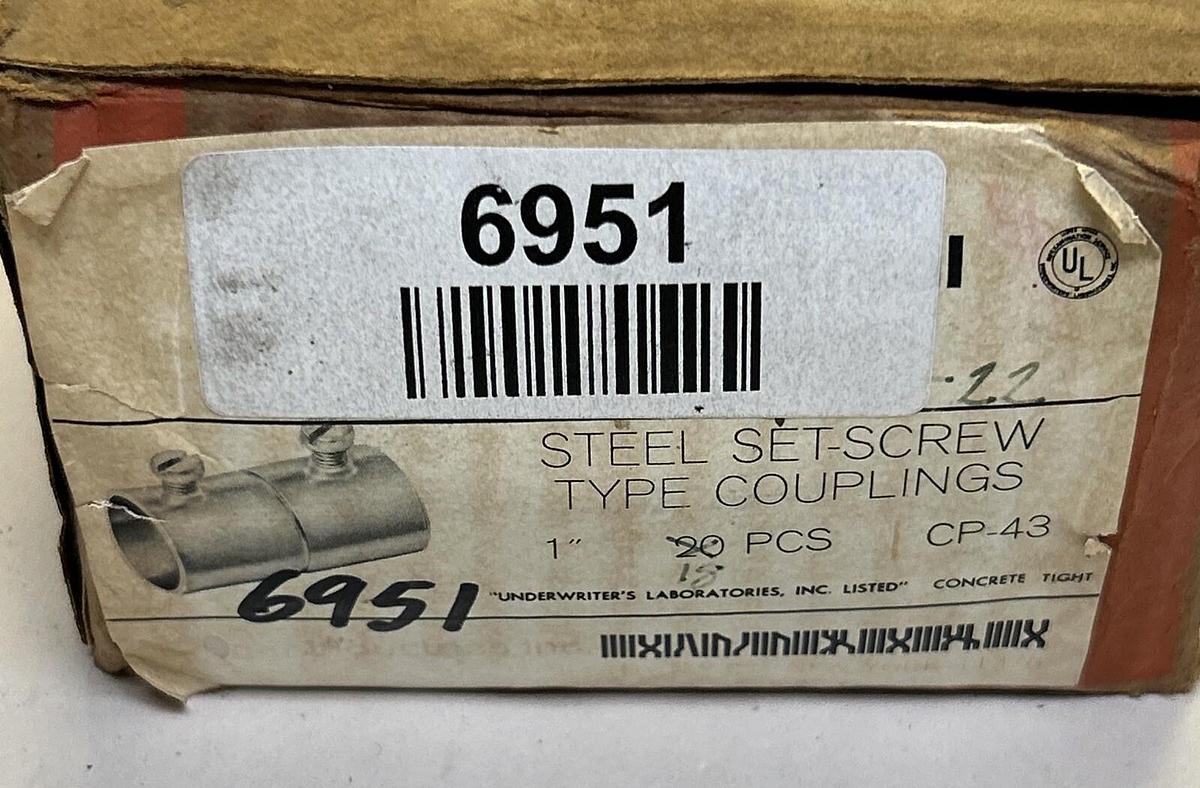 6951
UL
-22
STEEL SET-SCREW
TYPE COUPLINGS
1" 20 PCS CP-43
18
6951 "UNDERWRITER'S LABORATORIES, INC. LISTED" CONCRETE TIGHT